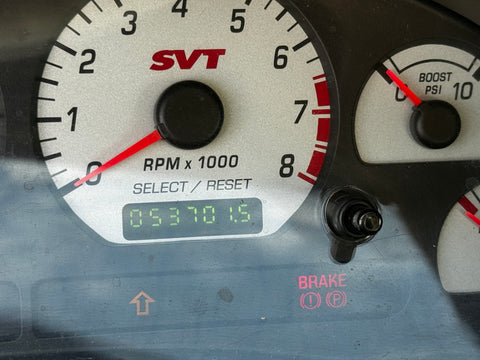 SVT
0
1
2
3
4
5
6
7
8
RPM x 1000
SELECT / RESET
053701.5
BOOST
PSI
0
10
BRAKE
(!) (P)